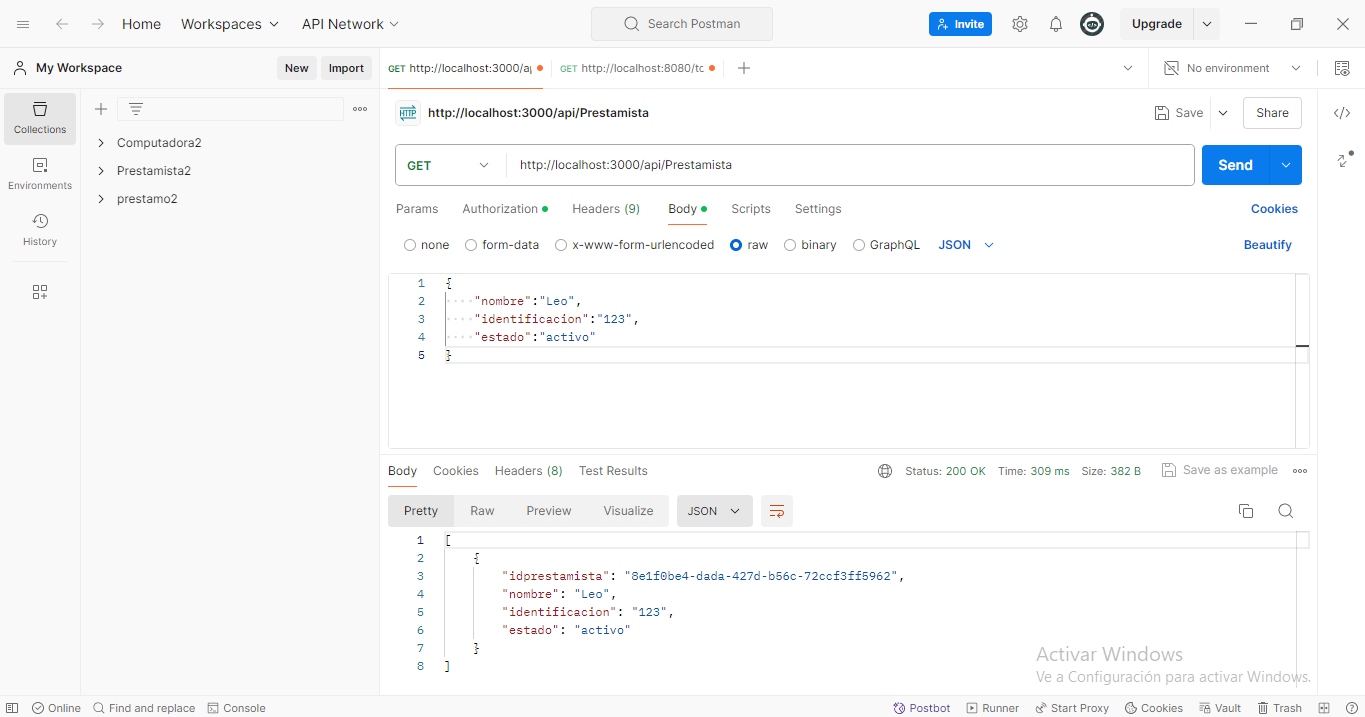 Home Workspaces API Network Search Postman Invite Upgrade
My Workspace New Import GET http://localhost:3000/a GET http://localhost:8080/ No environment
HTTP http://localhost:3000/api/Prestamista Save Share
Collections
Environments
History
Computadora2
Prestamista2
prestamo2
GET http://localhost:3000/api/Prestamista Send
Params Authorization Headers (9) Body Scripts Settings Cookies
none form-data x-www-form-urlencoded raw binary GraphQL JSON Beautify
1 {
2 "nombre":"Leo",
3 "identificacion":"123",
4 "estado":"activo"
5 }
Body Cookies Headers (8) Test Results Status: 200 OK Time: 309 ms Size: 382 B Save as example
Pretty Raw Preview Visualize JSON
1 [
2 {
3 "idprestamista": "8e1f0be4-dada-427d-b56c-72ccf3ff5962",
4 "nombre": "Leo",
5 "identificacion": "123",
6 "estado": "activo"
7 }
8 ]
Activar Windows
Ve a Configuración para activar Windows.
Online Find and replace Console Postbot Runner Start Proxy Cookies Vault Trash